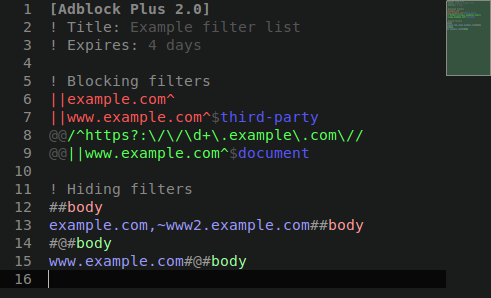 1 [Adblock Plus 2.0]
2 ! Title: Example filter list
3 ! Expires: 4 days
4
5 ! Blocking filters
6 ||example.com^
7 ||www.example.com^$third-party
8 @@/^https?:\/\/\d+\.example\.com\//
9 @@||www.example.com^$document
10
11 ! Hiding filters
12 ##body
13 example.com,~www2.example.com##body
14 #@#body
15 www.example.com#@#body
16